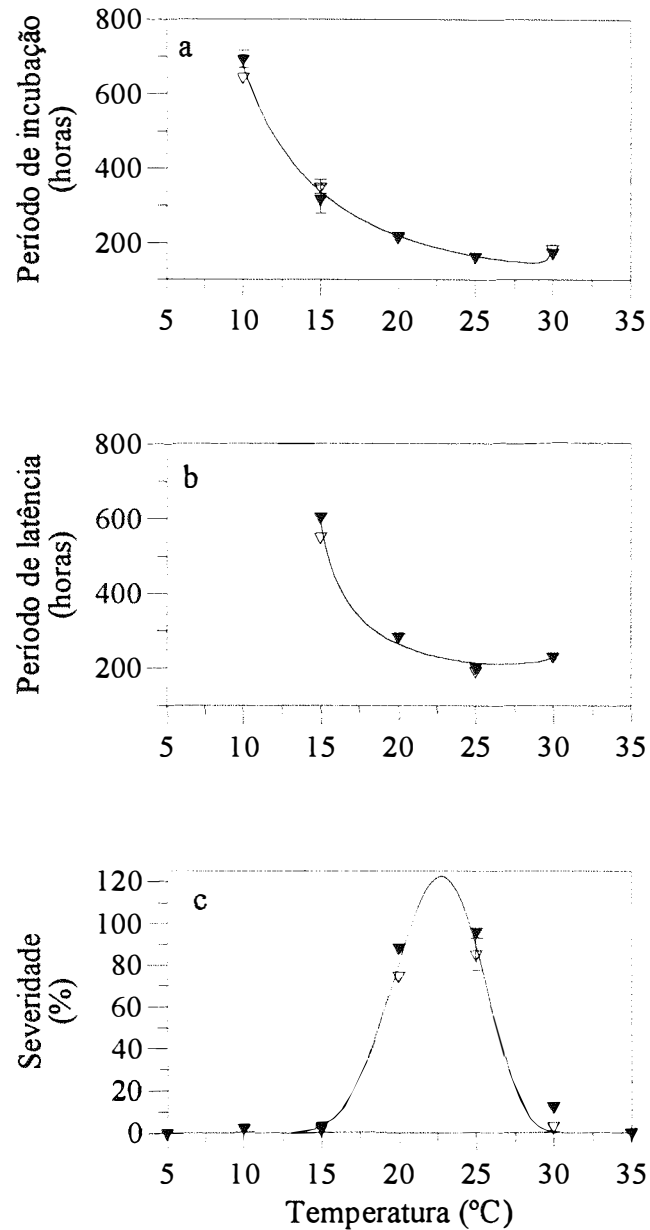 a
Período de incubação
(horas)
800
600
400
200
5 10 15 20 25 30 35
b
Período de latência
(horas)
800
600
400
200
5 10 15 20 25 30 35
c
Severidade
(%)
120
100
80
60
40
20
0
5 10 15 20 25 30 35
Temperatura (ºC)